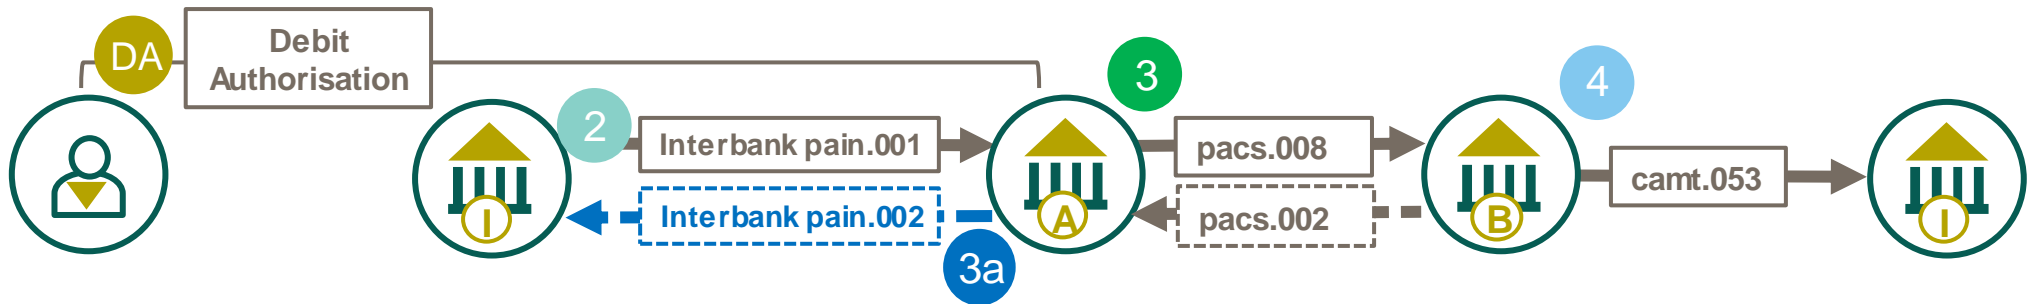 DA
Debit
Authorisation
2
Interbank pain.001
3
pacs.008
4
camt.053
I
Interbank pain.002
3a
A
pacs.002
B
I